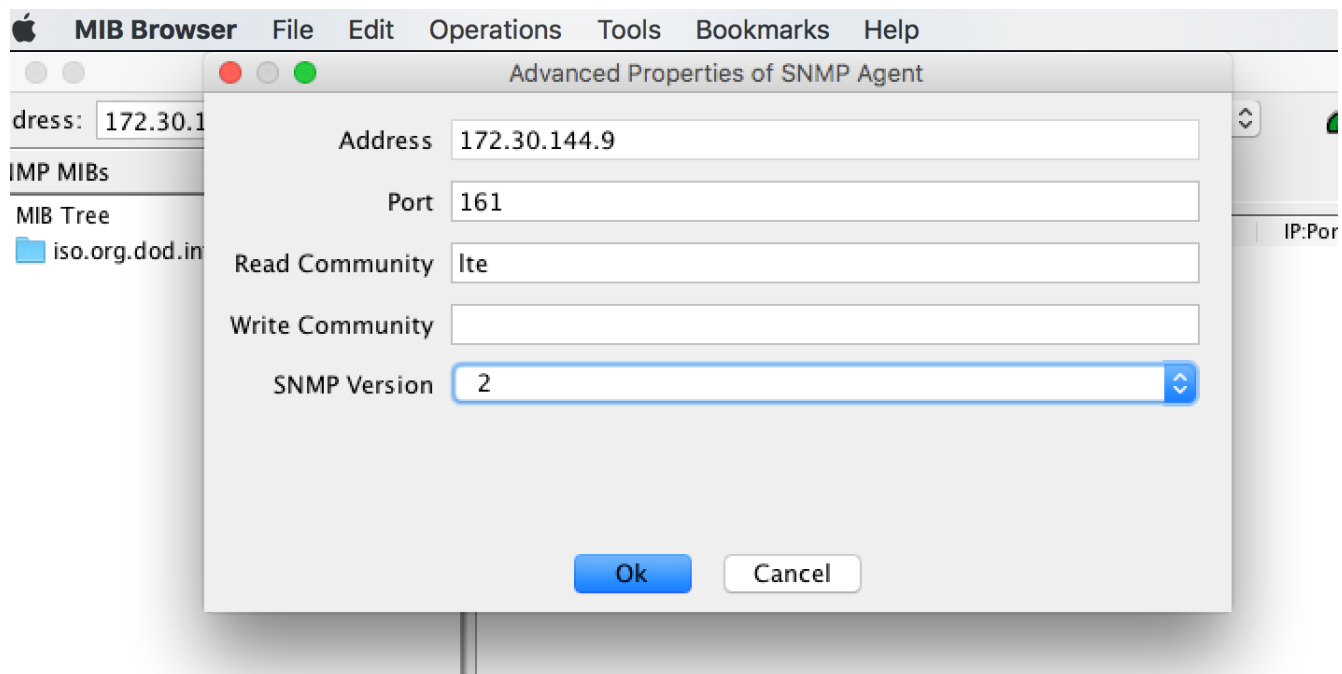 MIB Browser File Edit Operations Tools Bookmarks Help
Advanced Properties of SNMP Agent
dress: 172.30.1
Address 172.30.144.9
MIBs
Port 161
MIB Tree
iso.org.dod.in
IP:Por
Read Community lte
Write Community
SNMP Version 2
Ok Cancel